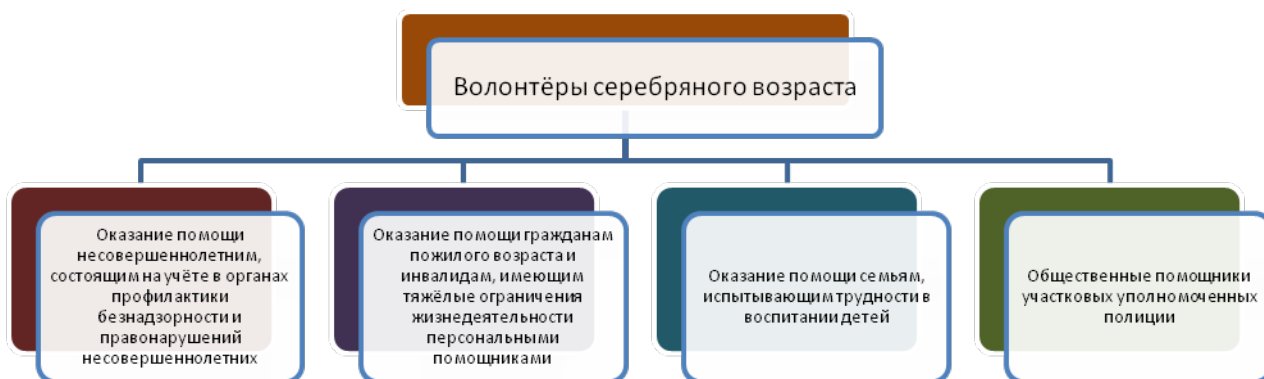 Волонтёры серебряного возраста
Оказание помощи
несовершеннолетним,
состоящим на учёте в органах
профилактики
безнадзорности и
правонарушений
несовершеннолетних
Оказание помощи гражданам
пожилого возраста и
инвалидам, имеющим
тяжёлые ограничения
жизнедеятельности
персональными
помощниками
Оказание помощи семьям,
испытывающим трудности в
воспитании детей
Общественные помощники
участковых уполномоченных
полиции